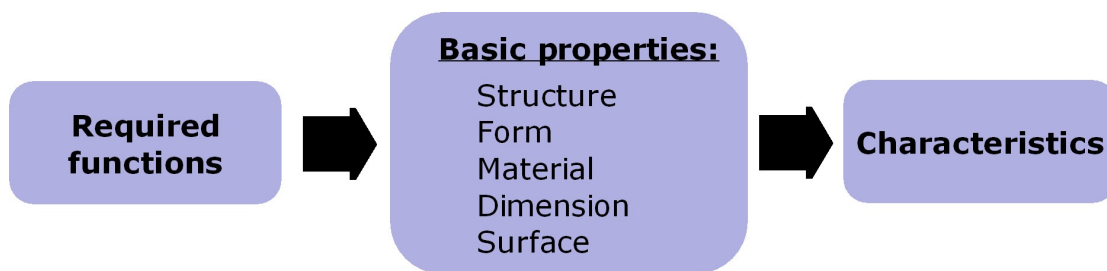 Required
functions
Basic properties:
Structure
Form
Material
Dimension
Surface
Characteristics